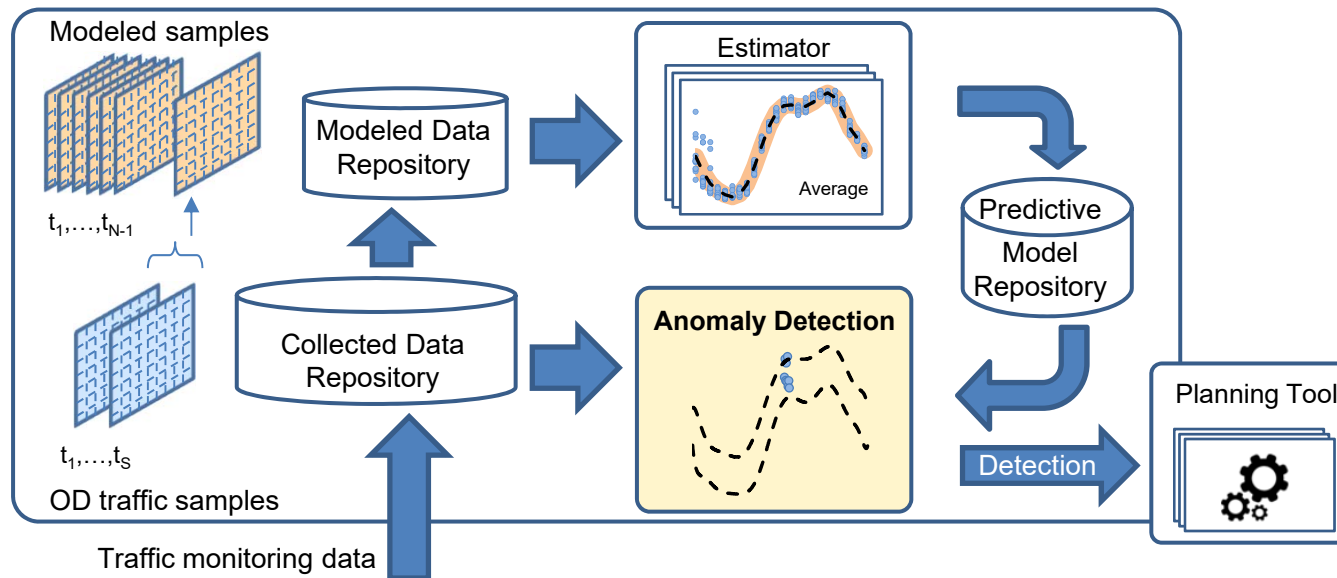 Modeled samples
t1,…,tN-1
t1,…,tS
OD traffic samples
Traffic monitoring data
Modeled Data
Repository
Collected Data
Repository
Estimator
Average
Anomaly Detection
Predictive
Model
Repository
Detection
Planning Tool